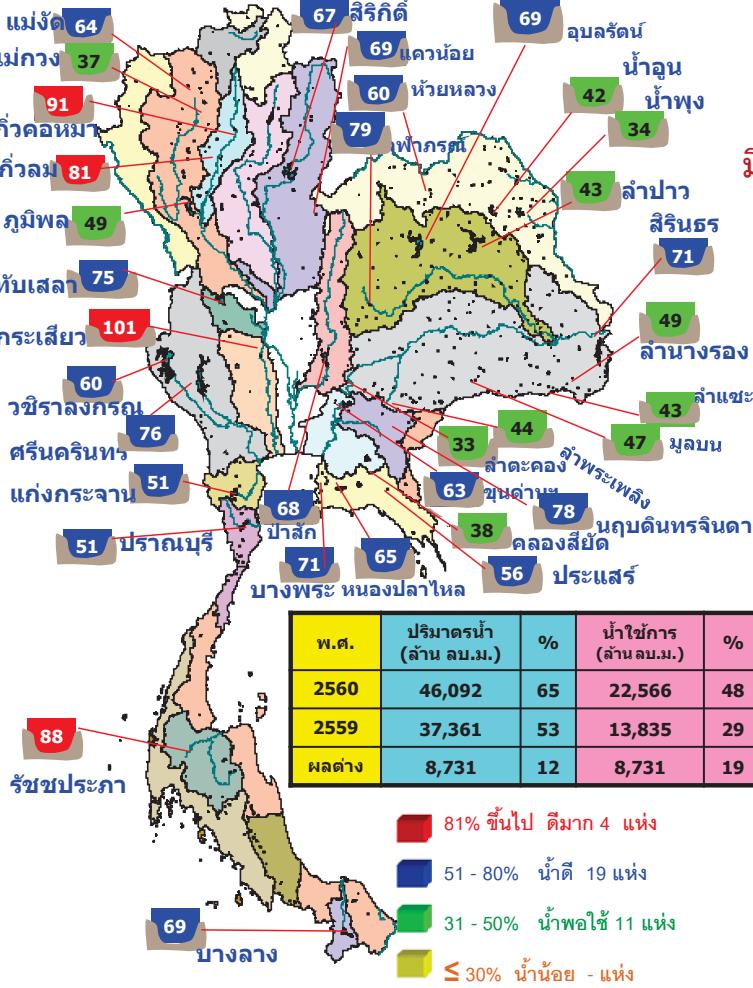 67 สิริกิติ์
69
แม่งัด 64
อุบลรัตน์
69 แควน้อย
แม่กวง 37
น้ำอูน
60 ห้วยหลวง
42
น้ำพุง
91
กิ่วคอหมา
79 จุฬาภรณ์
34
กิ่วลม 81
43 ลำปาว
ภูมิพล 49
สิรินธร
71
ทับเสลา 75
กระเสียว 101
49
ลำนางรอง
60
วชิราลงกรณ
43 ลำแซะ
76
ศรีนครินทร์
33
ลำตะคอง
44
ลำพระเพลิง
47 มูลบน
แก่งกระจาน 51
63
ขุนด่านฯ
68
ป่าสัก
78
นฤบดินทรจินดา
51 ปราณบุรี
38
คลองสียัด
71
บางพระ
65
หนองปลาไหล
56
ประแสร์
พ.ศ. ปริมาตรน้ำ (ล้าน ลบ.ม.) % น้ำใช้การ (ล้าน ลบ.ม.) %
2560 46,092 65 22,566 48
2559 37,361 53 13,835 29
ผลต่าง 8,731 12 8,731 19
88
รัชชประภา
81% ขึ้นไป ดีมาก 4 แห่ง
51 - 80% น้ำดี 19 แห่ง
31 - 50% น้ำพอใช้ 11 แห่ง
≤ 30% น้ำน้อย - แห่ง
69
บางลาง